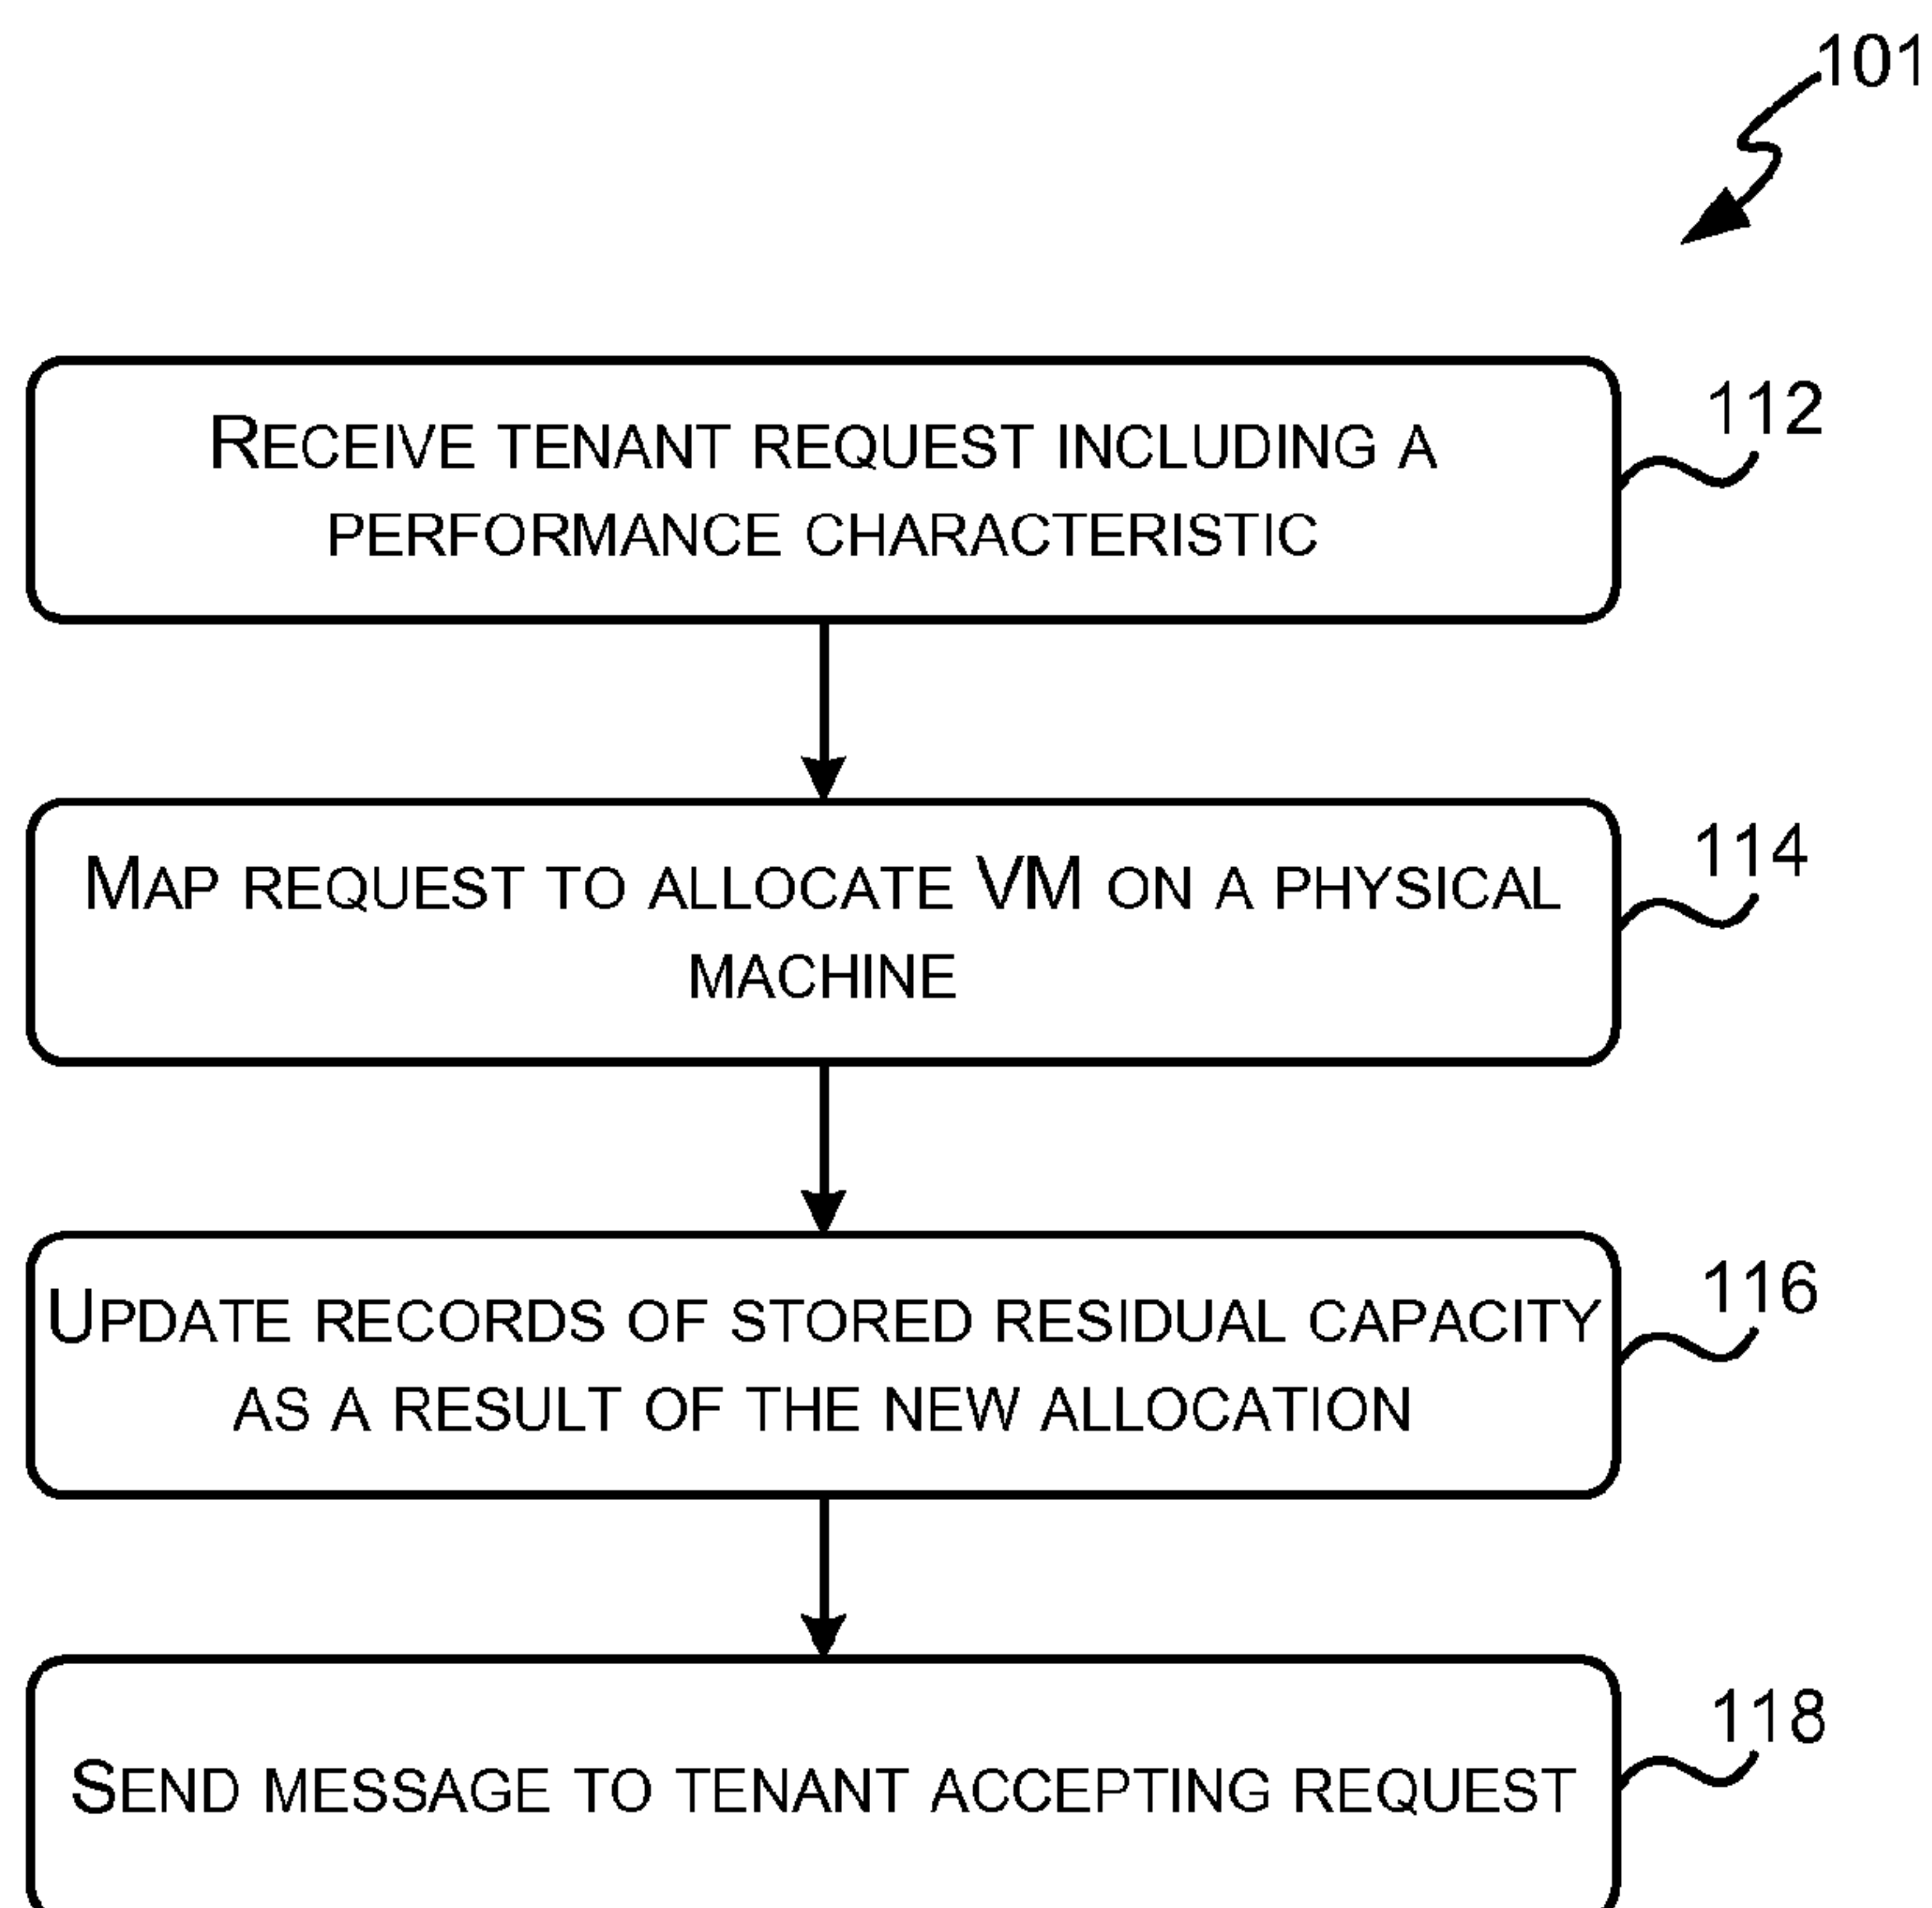 101
RECEIVE TENANT REQUEST INCLUDING A
PERFORMANCE CHARACTERISTIC
112
MAP REQUEST TO ALLOCATE VM ON A PHYSICAL
MACHINE
114
UPDATE RECORDS OF STORED RESIDUAL CAPACITY
AS A RESULT OF THE NEW ALLOCATION
116
SEND MESSAGE TO TENANT ACCEPTING REQUEST
118